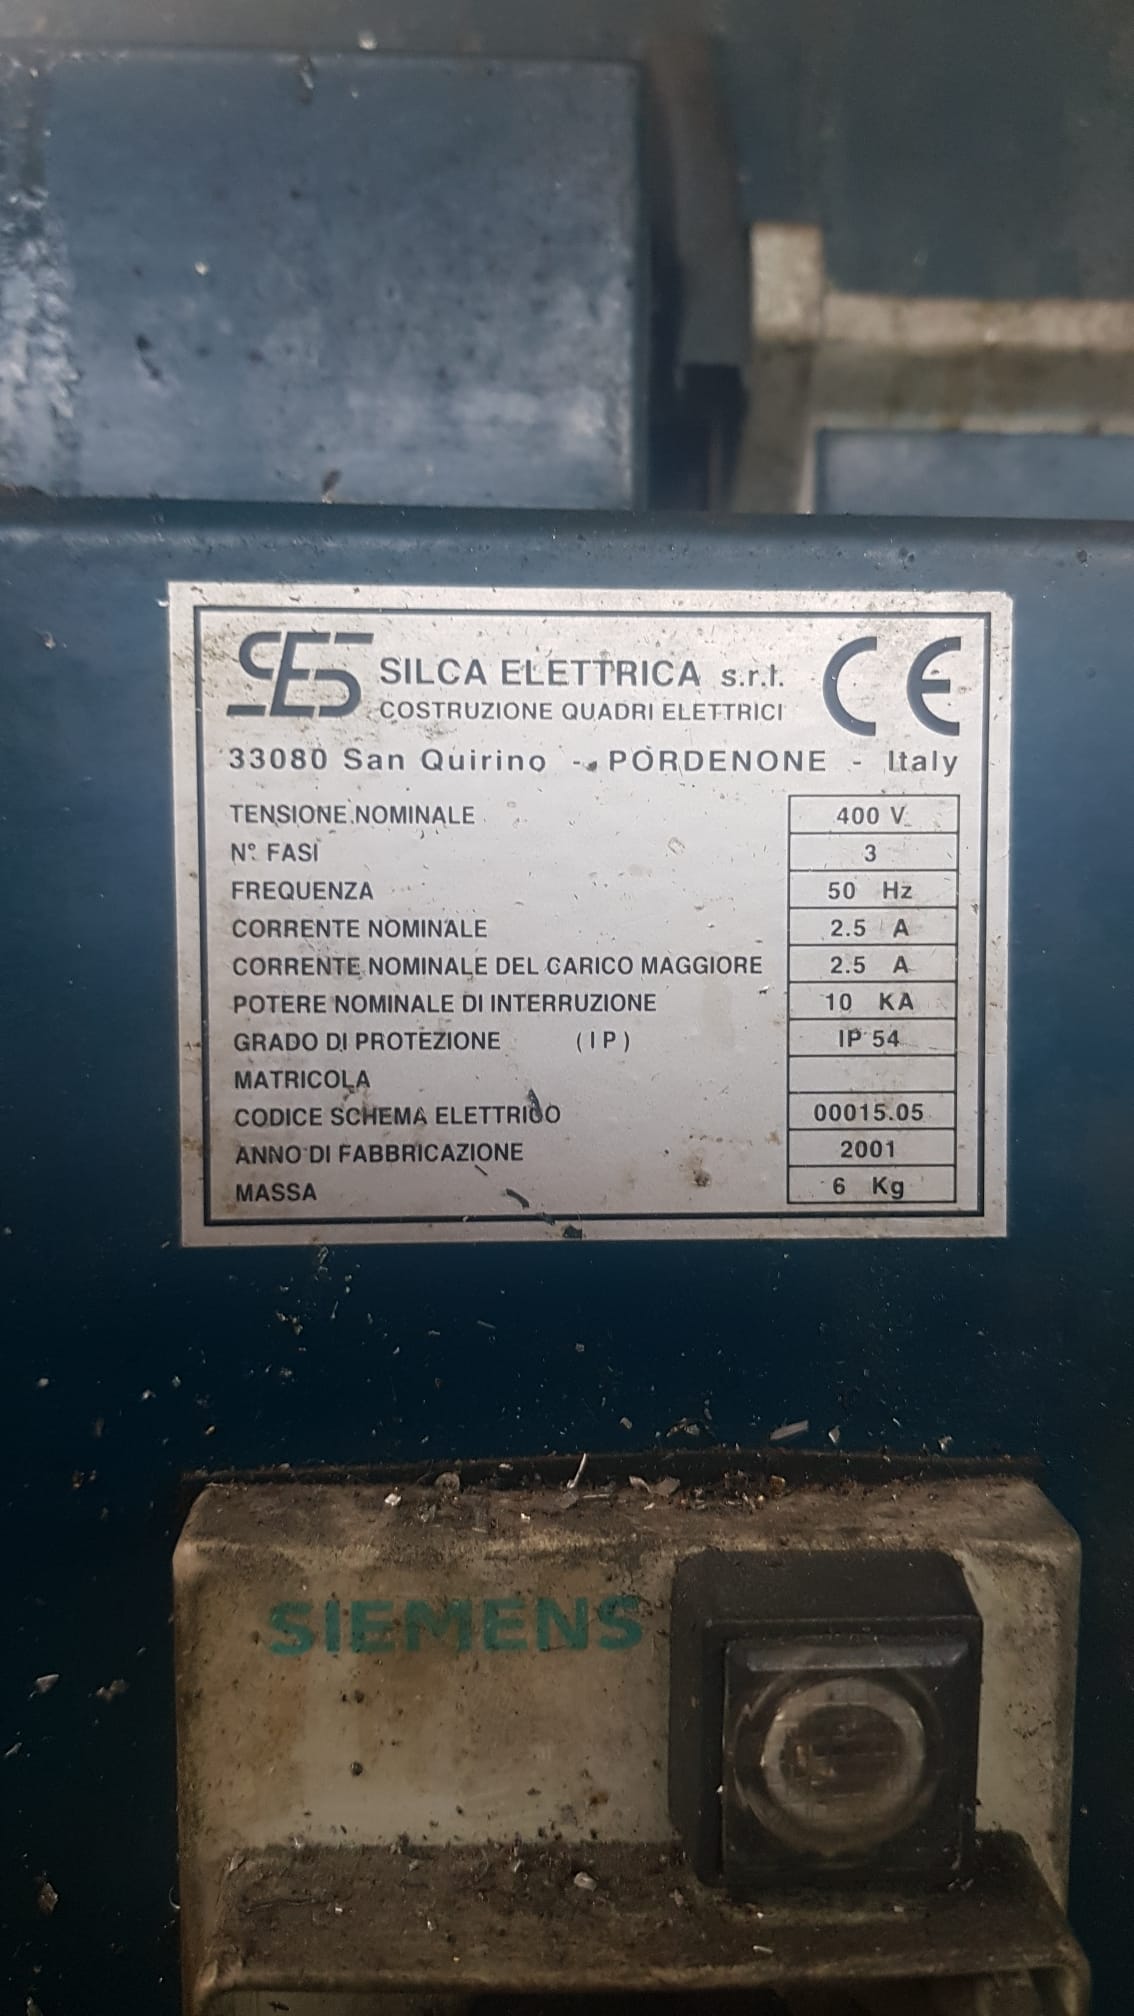 SES SILCA ELETTRICA s.r.l. CE
COSTRUZIONE QUADRI ELETTRICI
33080 San Quirino - PORDENONE - Italy
TENSIONE NOMINALE 400 V
N° FASI 3
FREQUENZA 50 Hz
CORRENTE NOMINALE 2.5 A
CORRENTE NOMINALE DEL CARICO MAGGIORE 2.5 A
POTERE NOMINALE DI INTERRUZIONE 10 KA
GRADO DI PROTEZIONE (IP) IP 54
MATRICOLA
CODICE SCHEMA ELETTRICO 00015.05
ANNO DI FABBRICAZIONE 2001
MASSA 6 Kg
SIEMENS